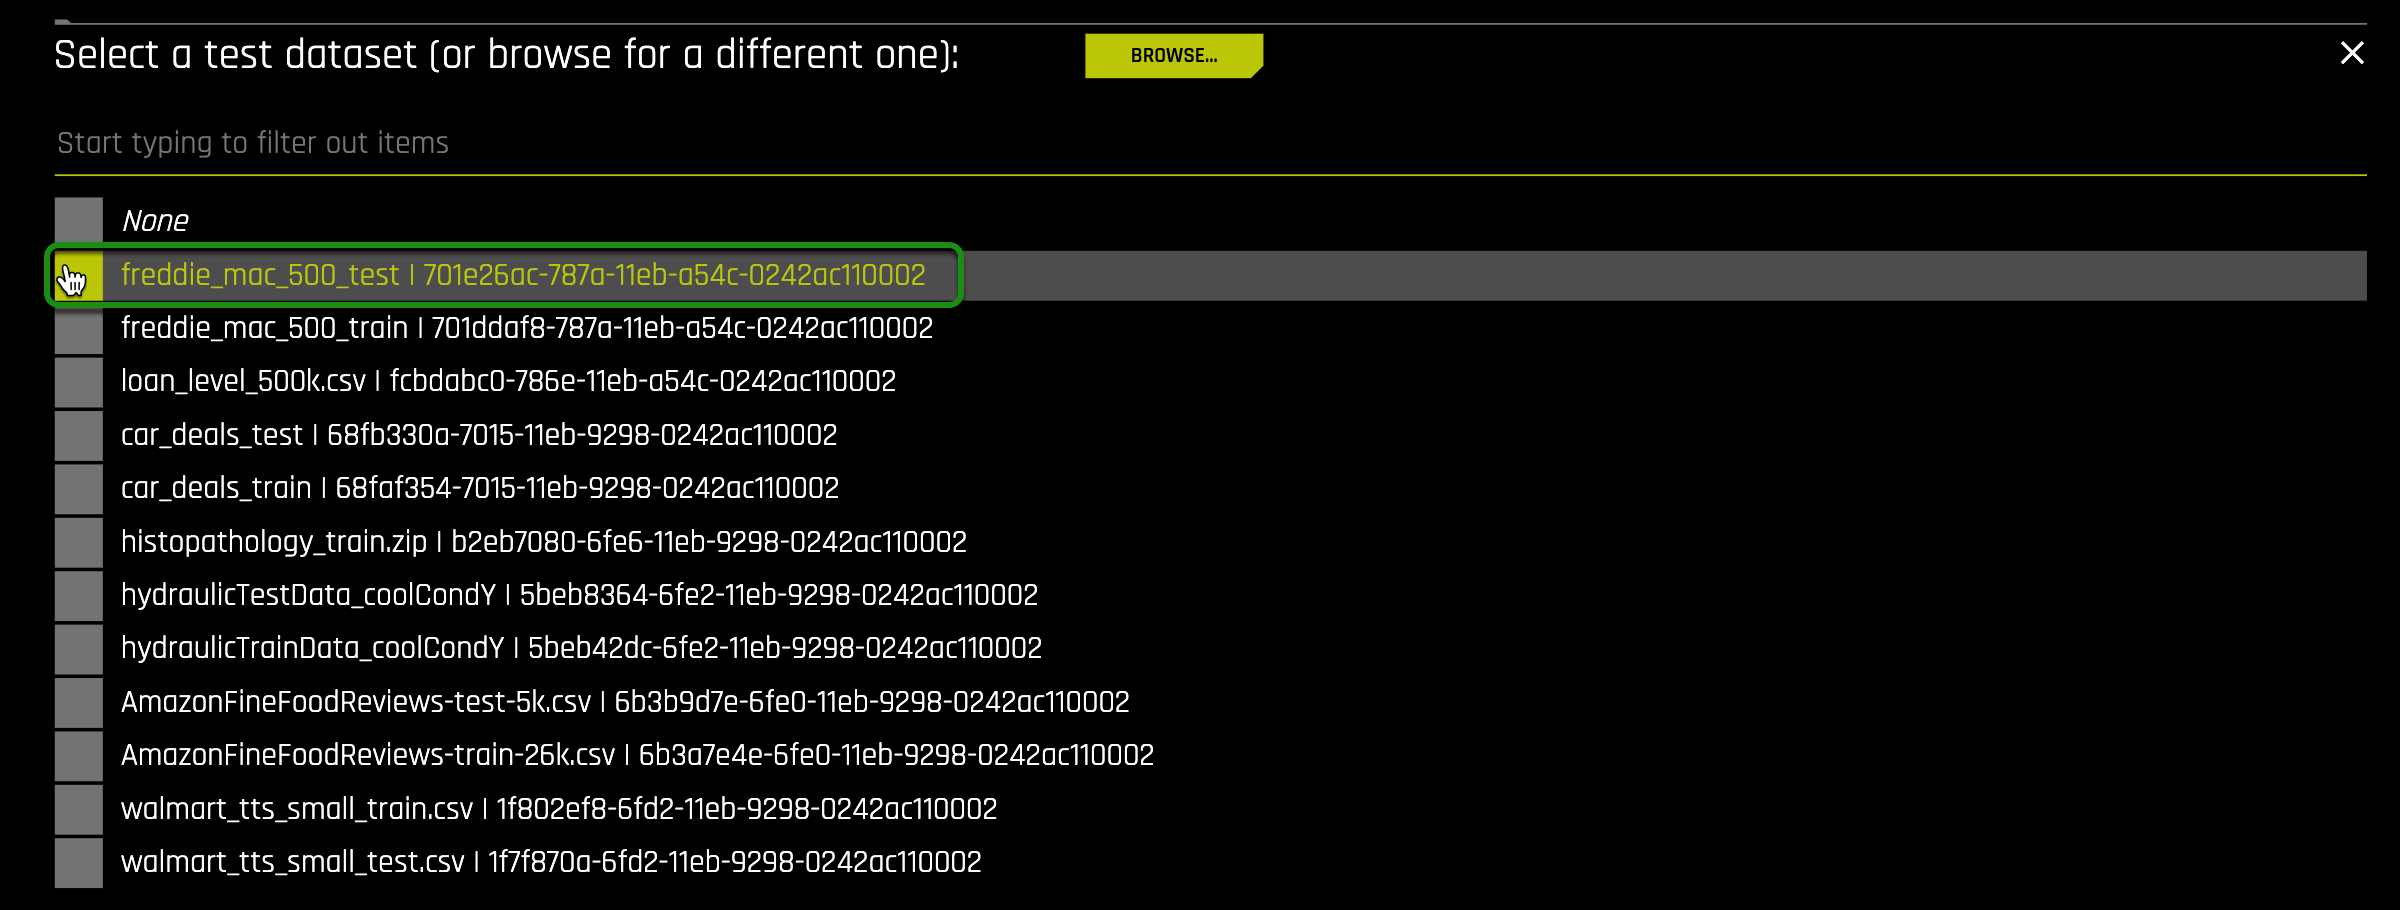 Select a test dataset (or browse for a different one):
BROWSE...
Start typing to filter out items
None
freddie_mac_500_test | 701e26ac-787a-11eb-a54c-0242ac110002
freddie_mac_500_train | 701ddaf8-787a-11eb-a54c-0242ac110002
loan_level_500k.csv | fcbdabc0-786e-11eb-a54c-0242ac110002
car_deals_test | 68fb330a-7015-11eb-9298-0242ac110002
car_deals_train | 68faf354-7015-11eb-9298-0242ac110002
histopathology_train.zip | b2eb7080-6fe6-11eb-9298-0242ac110002
hydraulicTestData_coolCondY | 5beb8364-6fe2-11eb-9298-0242ac110002
hydraulicTrainData_coolCondY | 5beb42dc-6fe2-11eb-9298-0242ac110002
AmazonFineFoodReviews-test-5k.csv | 6b3b9d7e-6fe0-11eb-9298-0242ac110002
AmazonFineFoodReviews-train-26k.csv | 6b3a7e4e-6fe0-11eb-9298-0242ac110002
walmart_tts_small_train.csv | 1f802ef8-6fd2-11eb-9298-0242ac110002
walmart_tts_small_test.csv | 1f7f870a-6fd2-11eb-9298-0242ac110002